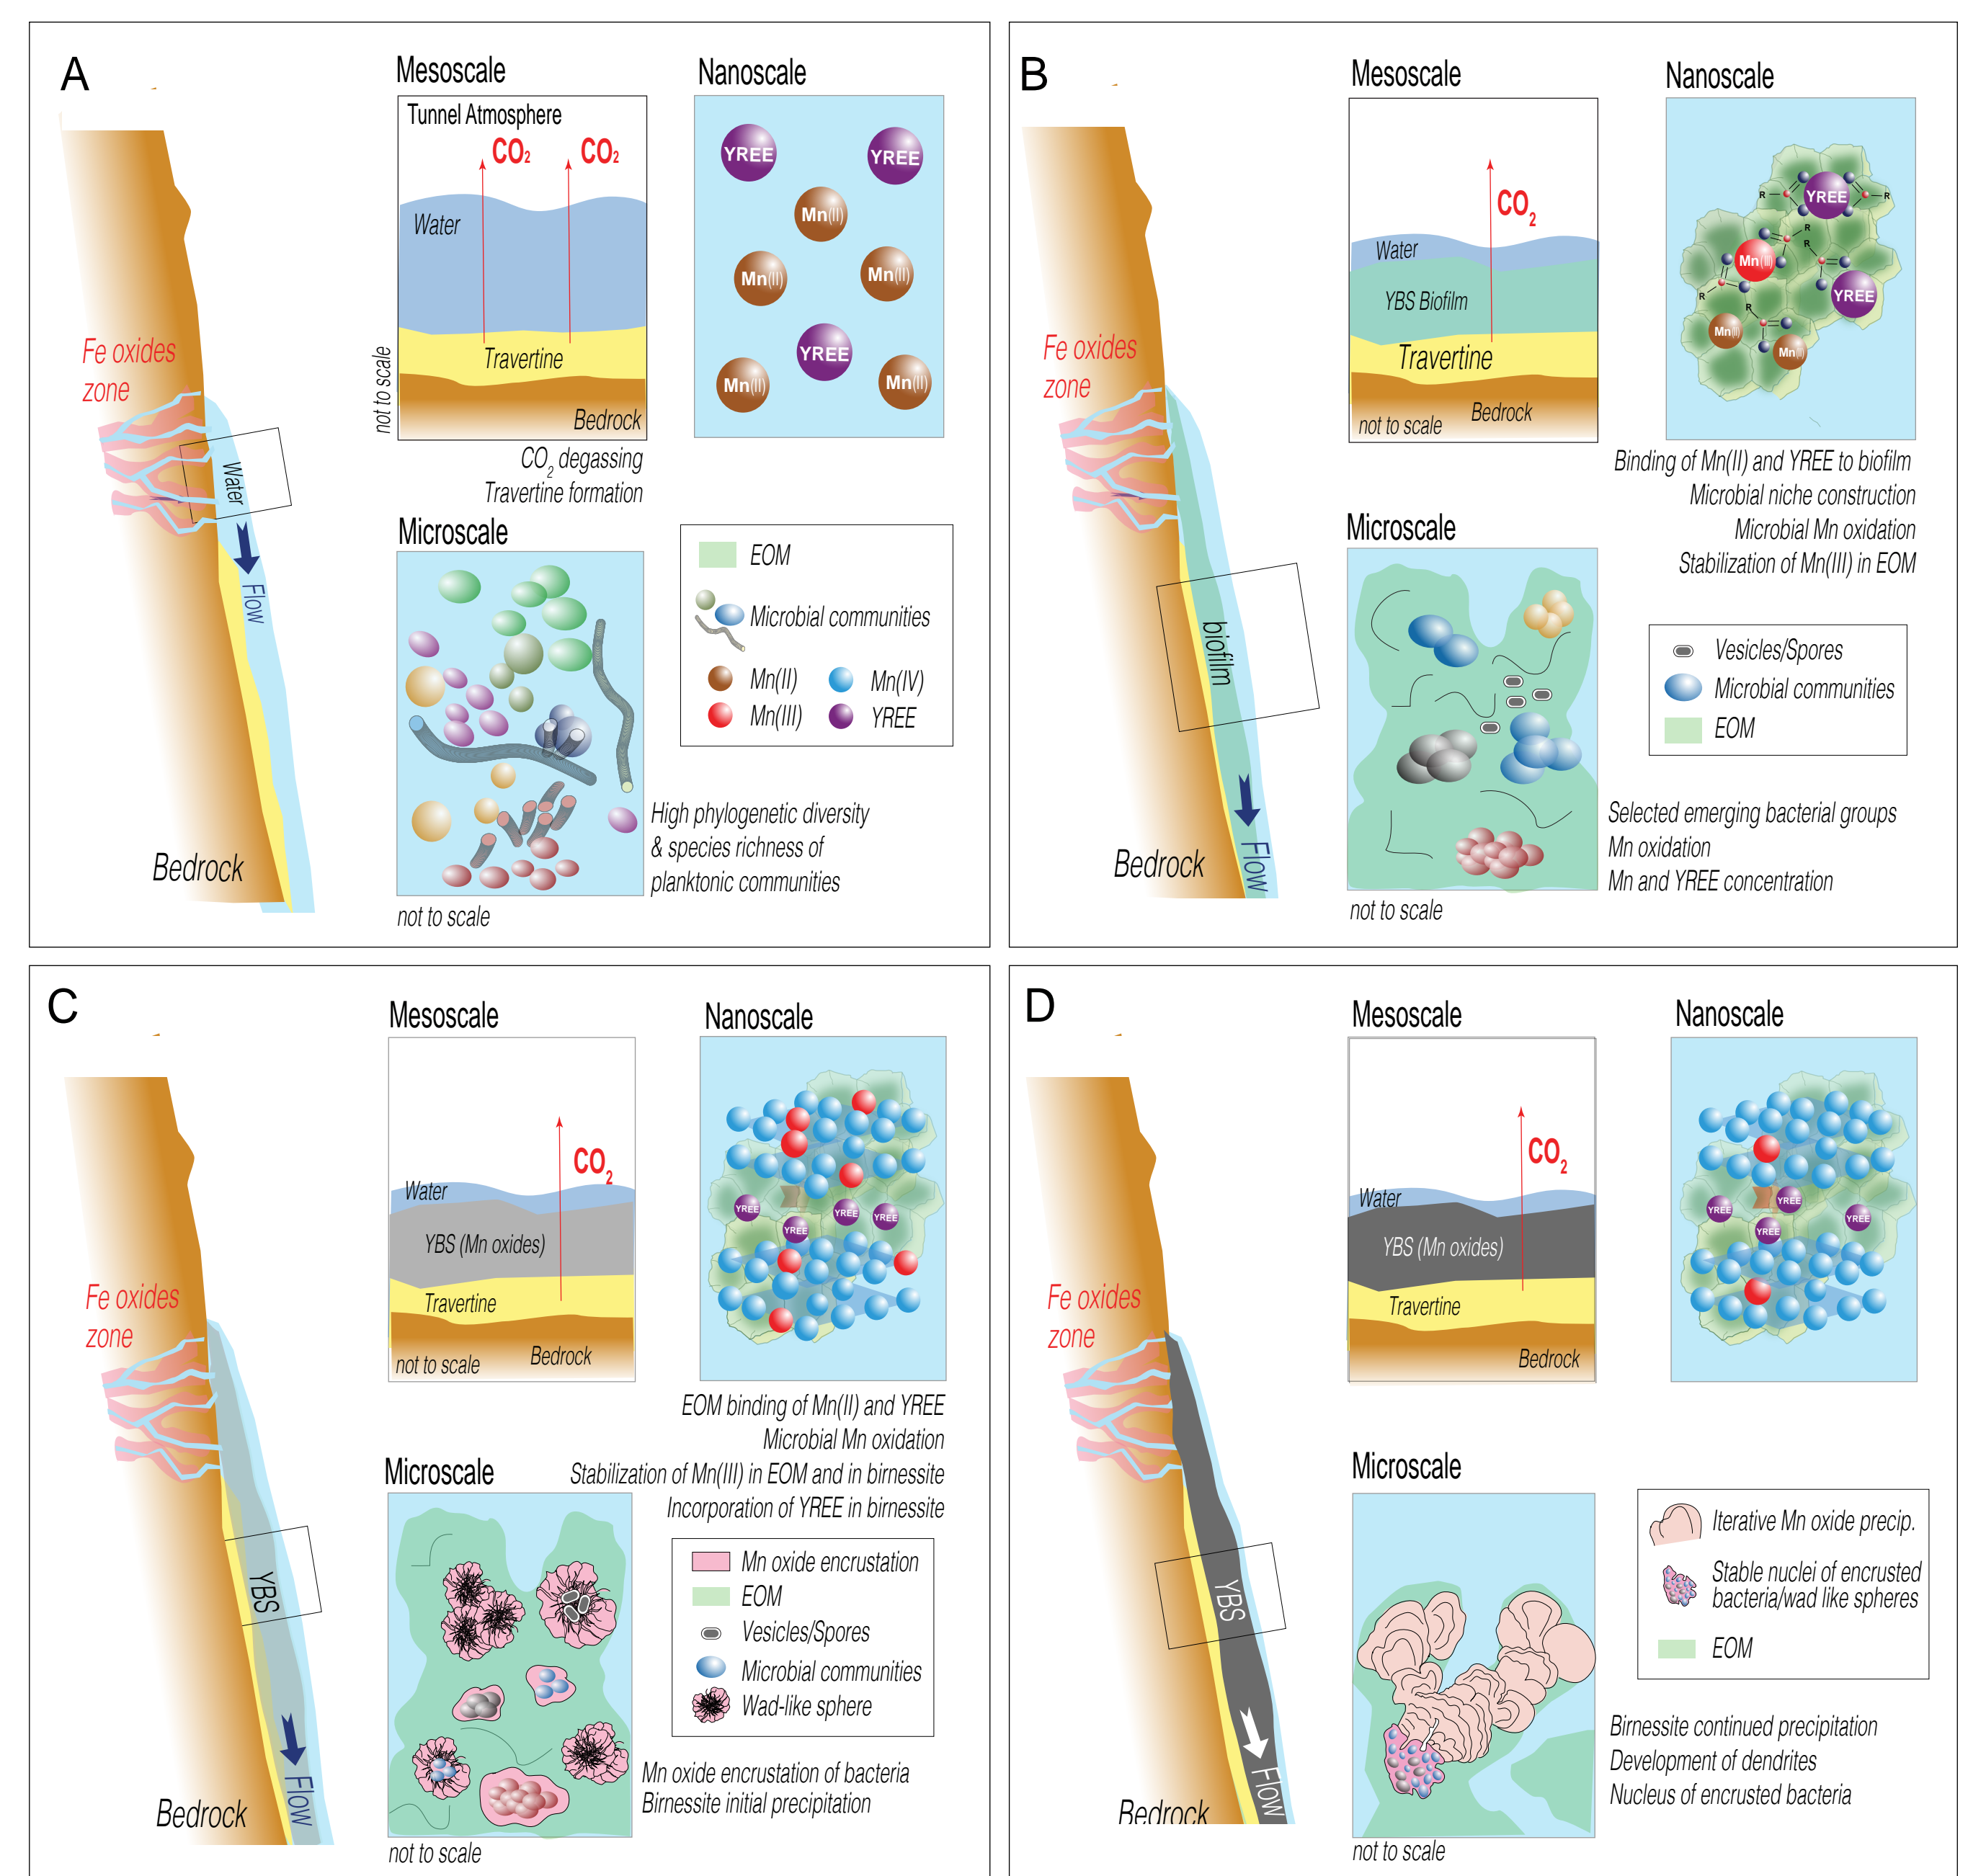 A
Mesoscale
Nanoscale
Tunnel Atmosphere
CO2
CO2
Water
Travertine
Bedrock
not to scale
YREE
YREE
Mn(II)
Mn(II)
Mn(II)
YREE
Mn(II)
Mn(II)
CO2 degassing
Travertine formation
Fe oxides
zone
Water
Flow
Bedrock
Microscale
EOM
Microbial communities
Mn(II)
Mn(IV)
Mn(III)
YREE
High phylogenetic diversity
& species richness of
planktonic communities
not to scale
B
Mesoscale
Nanoscale
CO2
Water
YBS Biofilm
Travertine
Bedrock
not to scale
R
YREE
R
R
R
Mn(III)
R
R
YREE
Mn(II)
Mn(II)
Binding of Mn(II) and YREE to biofilm
Microbial niche construction
Microbial Mn oxidation
Stabilization of Mn(III) in EOM
Fe oxides
zone
biofilm
Flow
Bedrock
Microscale
Vesicles/Spores
Microbial communities
EOM
Selected emerging bacterial groups
Mn oxidation
Mn and YREE concentration
not to scale
C
Mesoscale
Nanoscale
CO2
Water
YBS (Mn oxides)
Travertine
Bedrock
not to scale
YREE
YREE
YREE
YREE
EOM binding of Mn(II) and YREE
Microbial Mn oxidation
Stabilization of Mn(III) in EOM and in birnessite
Incorporation of YREE in birnessite
Fe oxides
zone
YBS
Flow
Bedrock
Microscale
Mn oxide encrustation
EOM
Vesicles/Spores
Microbial communities
Wad-like sphere
Mn oxide encrustation of bacteria
Birnessite initial precipitation
not to scale
D
Mesoscale
Nanoscale
CO2
Water
YBS (Mn oxides)
Travertine
Bedrock
YREE
YREE
YREE
YREE
Fe oxides
zone
YBS
Flow
Bedrock
Microscale
Iterative Mn oxide precip.
Stable nuclei of encrusted
bacteria/wad like spheres
EOM
Birnessite continued precipitation
Development of dendrites
Nucleus of encrusted bacteria
not to scale